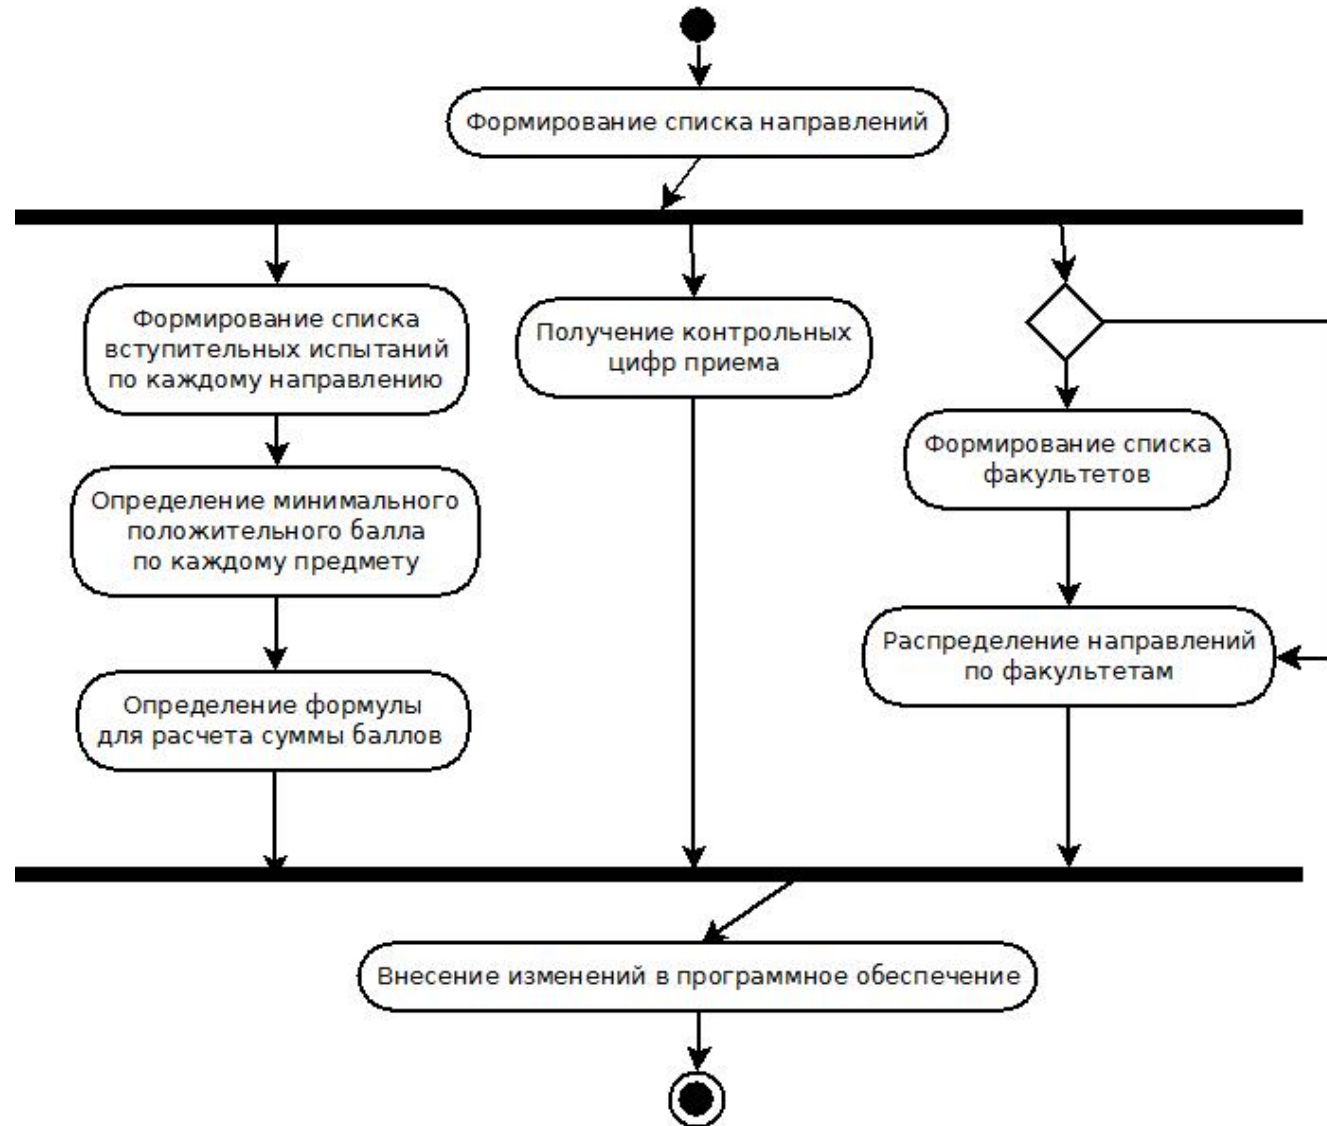 Формирование списка направлений
Формирование списка
вступительных испытаний
по каждому направлению
Получение контрольных
цифр приема
Формирование списка
факультетов
Определение минимального
положительного балла
по каждому предмету
Распределение направлений
по факультетам
Определение формулы
для расчета суммы баллов
Внесение изменений в программное обеспечение